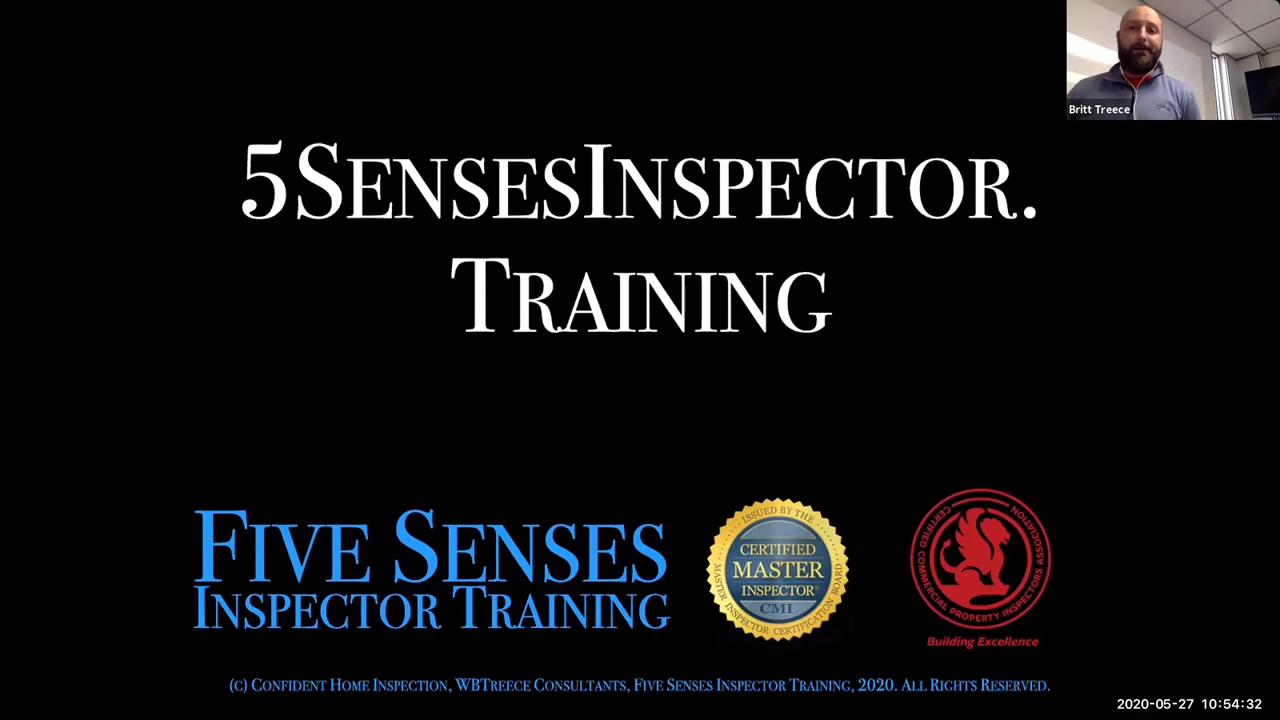 Britt Treece
5SensesInspector.
Training
Five Senses
Inspector Training
ISSUED BY THE
CERTIFIED
MASTER
INSPECTOR®
CMI
MASTER INSPECTOR CERTIFICATION BOARD
CERTIFIED COMMERCIAL PROPERTY INSPECTORS ASSOCIATION
Building Excellence
(c) Confident Home Inspection, WBTreece Consultants, Five Senses Inspector Training, 2020. All Rights Reserved.
2020-05-27 10:54:32